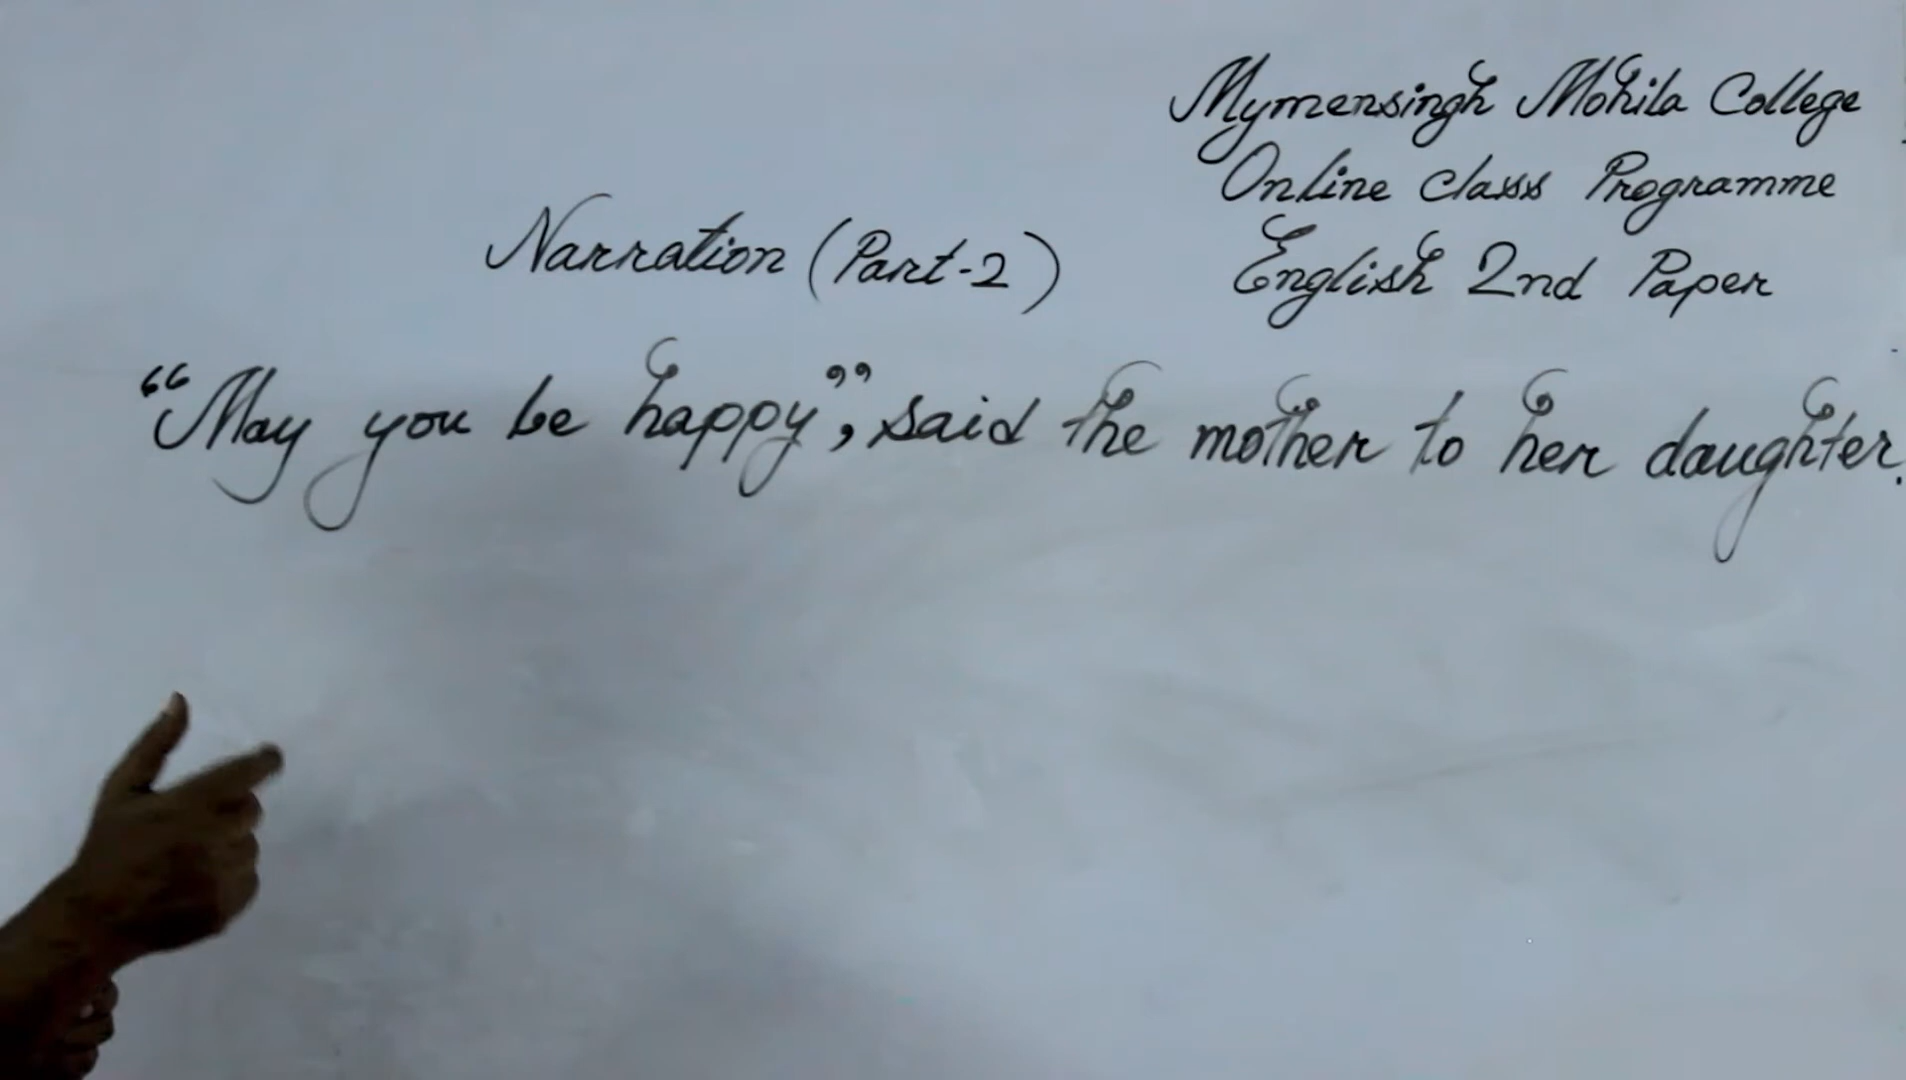 Mymensingh Mohila College
Online class Programme
English 2nd Paper
Narration (Part-2)
“May you be happy”, said the mother to her daughter.